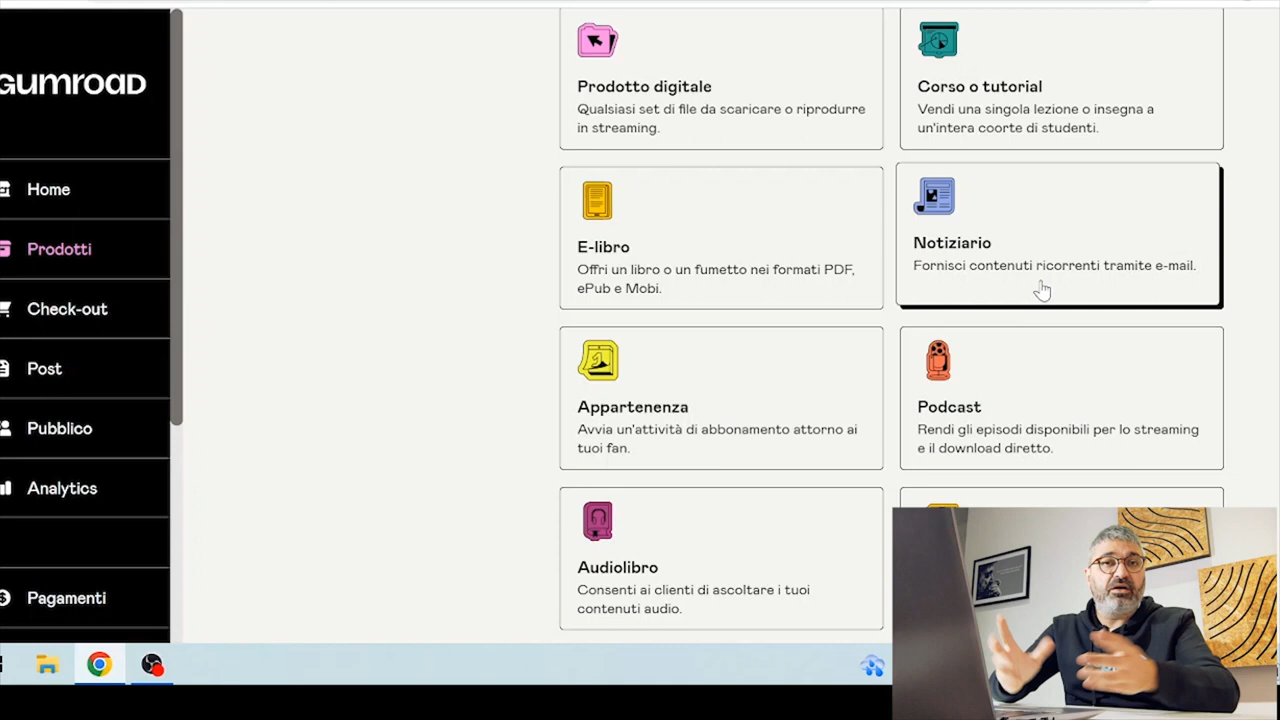 GUMROAD
Home
Prodotti
Check-out
Post
Pubblico
Analytics
Pagamenti
Prodotto digitale
Qualsiasi set di file da scaricare o riprodurre
in streaming.
Corso o tutorial
Vendi una singola lezione o insegna a
un'intera coorte di studenti.
E-libro
Offri un libro o un fumetto nei formati PDF,
ePub e Mobi.
Notiziario
Fornisci contenuti ricorrenti tramite e-mail.
Appartenenza
Avvia un'attività di abbonamento attorno ai
tuoi fan.
Podcast
Rendi gli episodi disponibili per lo streaming
e il download diretto.
Audiolibro
Consenti ai clienti di ascoltare i tuoi
contenuti audio.